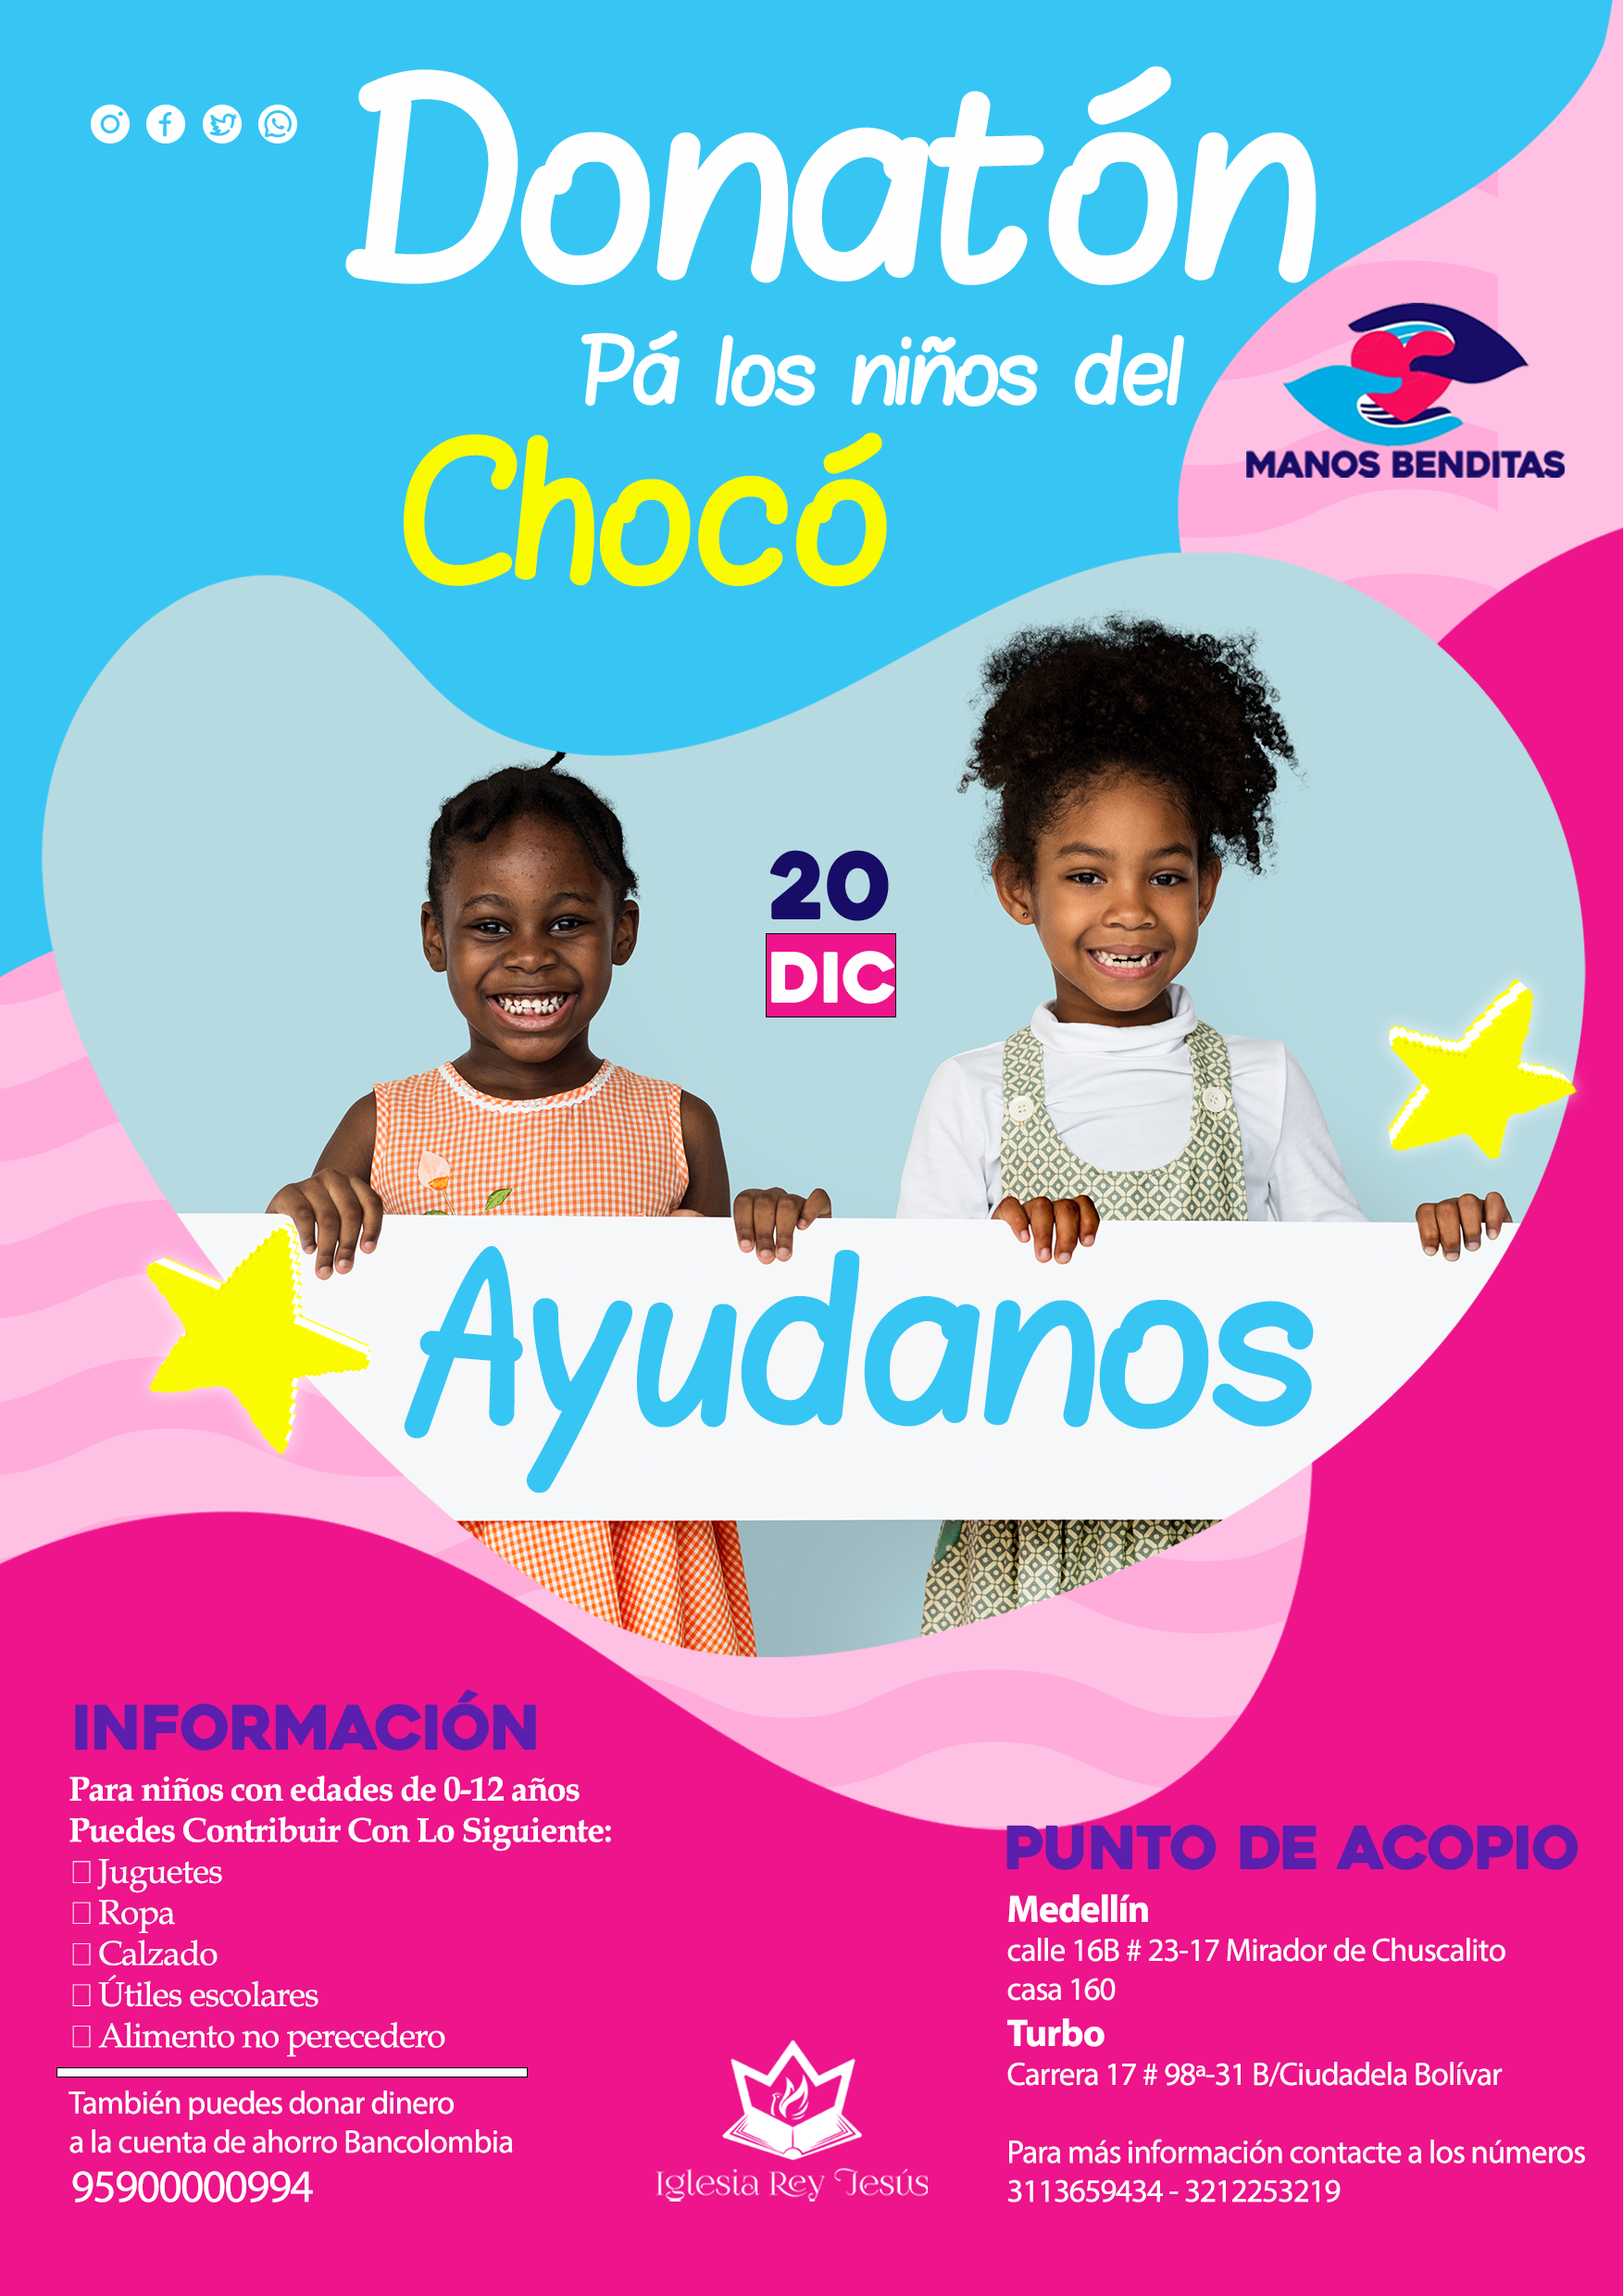 Donatón
Pá los niños del
Chocó
MANOS BENDITAS
20
DIC
Ayudanos
INFORMACIÓN
Para niños con edades de 0-12 años
Puedes Contribuir Con Lo Siguiente:
Juguetes
Ropa
Calzado
Útiles escolares
Alimento no perecedero
También puedes donar dinero
a la cuenta de ahorro Bancolombia
95900000994
Iglesia Rey Jesús
PUNTO DE ACOPIO
Medellín
calle 16B # 23-17 Mirador de Chuscalito
casa 160
Turbo
Carrera 17 # 98ª-31 B/Ciudadela Bolívar
Para más información contacte a los números
3113659434 - 3212253219